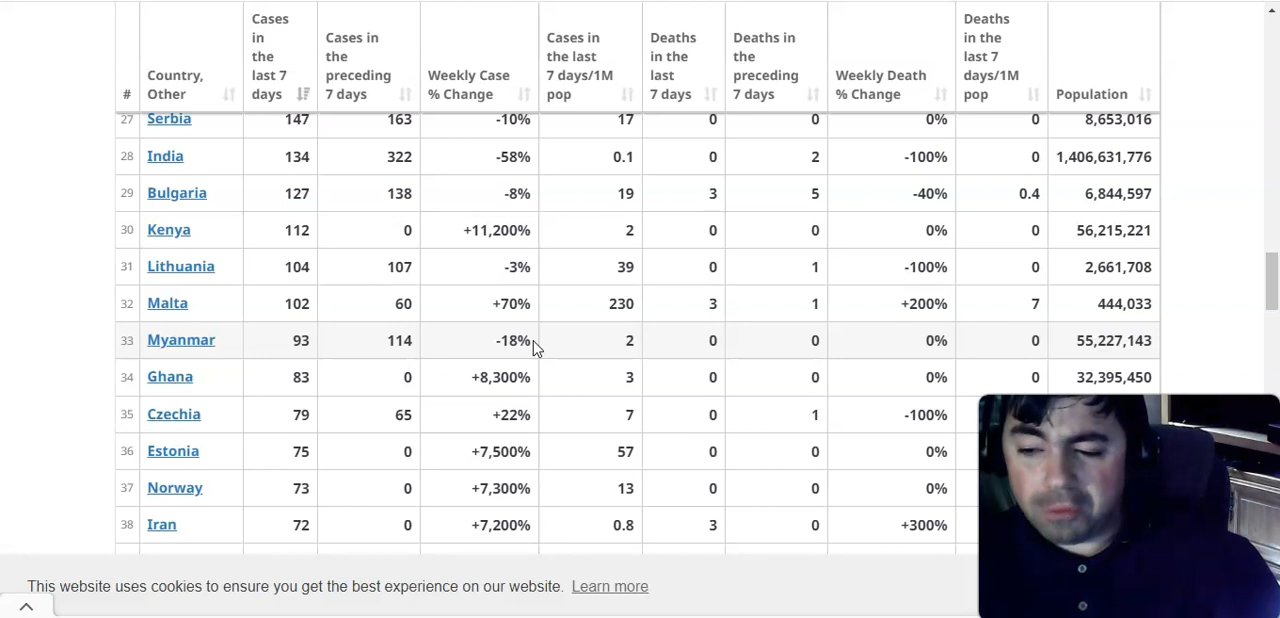 # Country, Other Cases in the last 7 days Cases in the preceding 7 days Weekly Case % Change Cases in the last 7 days/1M pop Deaths in the last 7 days Deaths in the preceding 7 days Weekly Death % Change Deaths in the last 7 days/1M pop Population
27 Serbia 147 163 -10% 17 0 0 0% 0 8,653,016
28 India 134 322 -58% 0.1 0 2 -100% 0 1,406,631,776
29 Bulgaria 127 138 -8% 19 3 5 -40% 0.4 6,844,597
30 Kenya 112 0 +11,200% 2 0 0 0% 0 56,215,221
31 Lithuania 104 107 -3% 39 0 1 -100% 0 2,661,708
32 Malta 102 60 +70% 230 3 1 +200% 7 444,033
33 Myanmar 93 114 -18% 2 0 0 0% 0 55,227,143
34 Ghana 83 0 +8,300% 3 0 0 0% 0 32,395,450
35 Czechia 79 65 +22% 7 0 1 -100%
36 Estonia 75 0 +7,500% 57 0 0 0%
37 Norway 73 0 +7,300% 13 0 0 0%
38 Iran 72 0 +7,200% 0.8 3 0 +300%
This website uses cookies to ensure you get the best experience on our website. Learn more